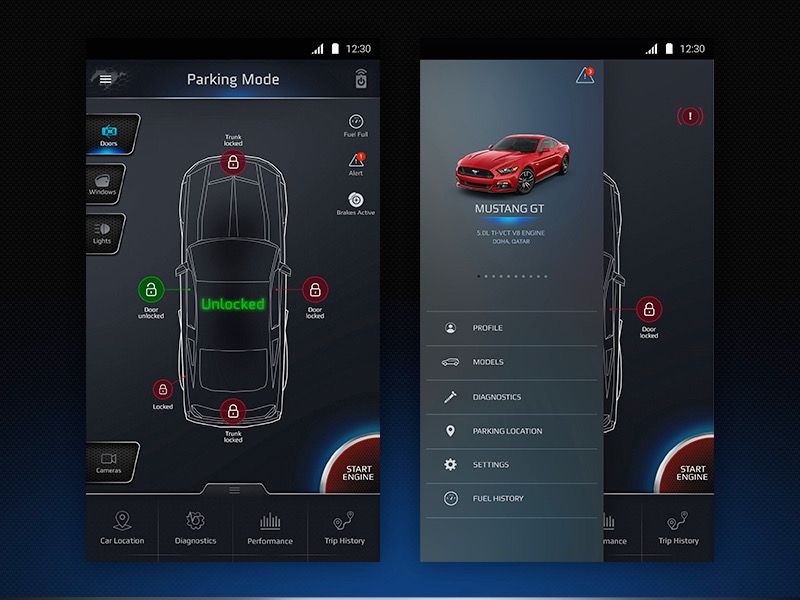 12:30
Parking Mode
Doors
Windows
Lights
Cameras
Trunk
locked
Fuel Full
1
Alert
Brakes Active
Door
unlocked
Unlocked
Door
locked
Locked
Trunk
locked
START
ENGINE
Car Location
Diagnostics
Performance
Trip History
12:30
3
!
MUSTANG GT
5.0L TI-VCT V8 ENGINE
DOHA, QATAR
PROFILE
MODELS
DIAGNOSTICS
PARKING LOCATION
SETTINGS
FUEL HISTORY
Door
locked
START
ENGINE
mance
Trip History